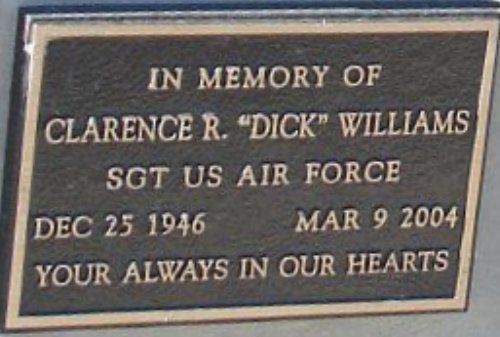 IN MEMORY OF
CLARENCE R. "DICK" WILLIAMS
SGT US AIR FORCE
DEC 25 1946 MAR 9 2004
YOUR ALWAYS IN OUR HEARTS